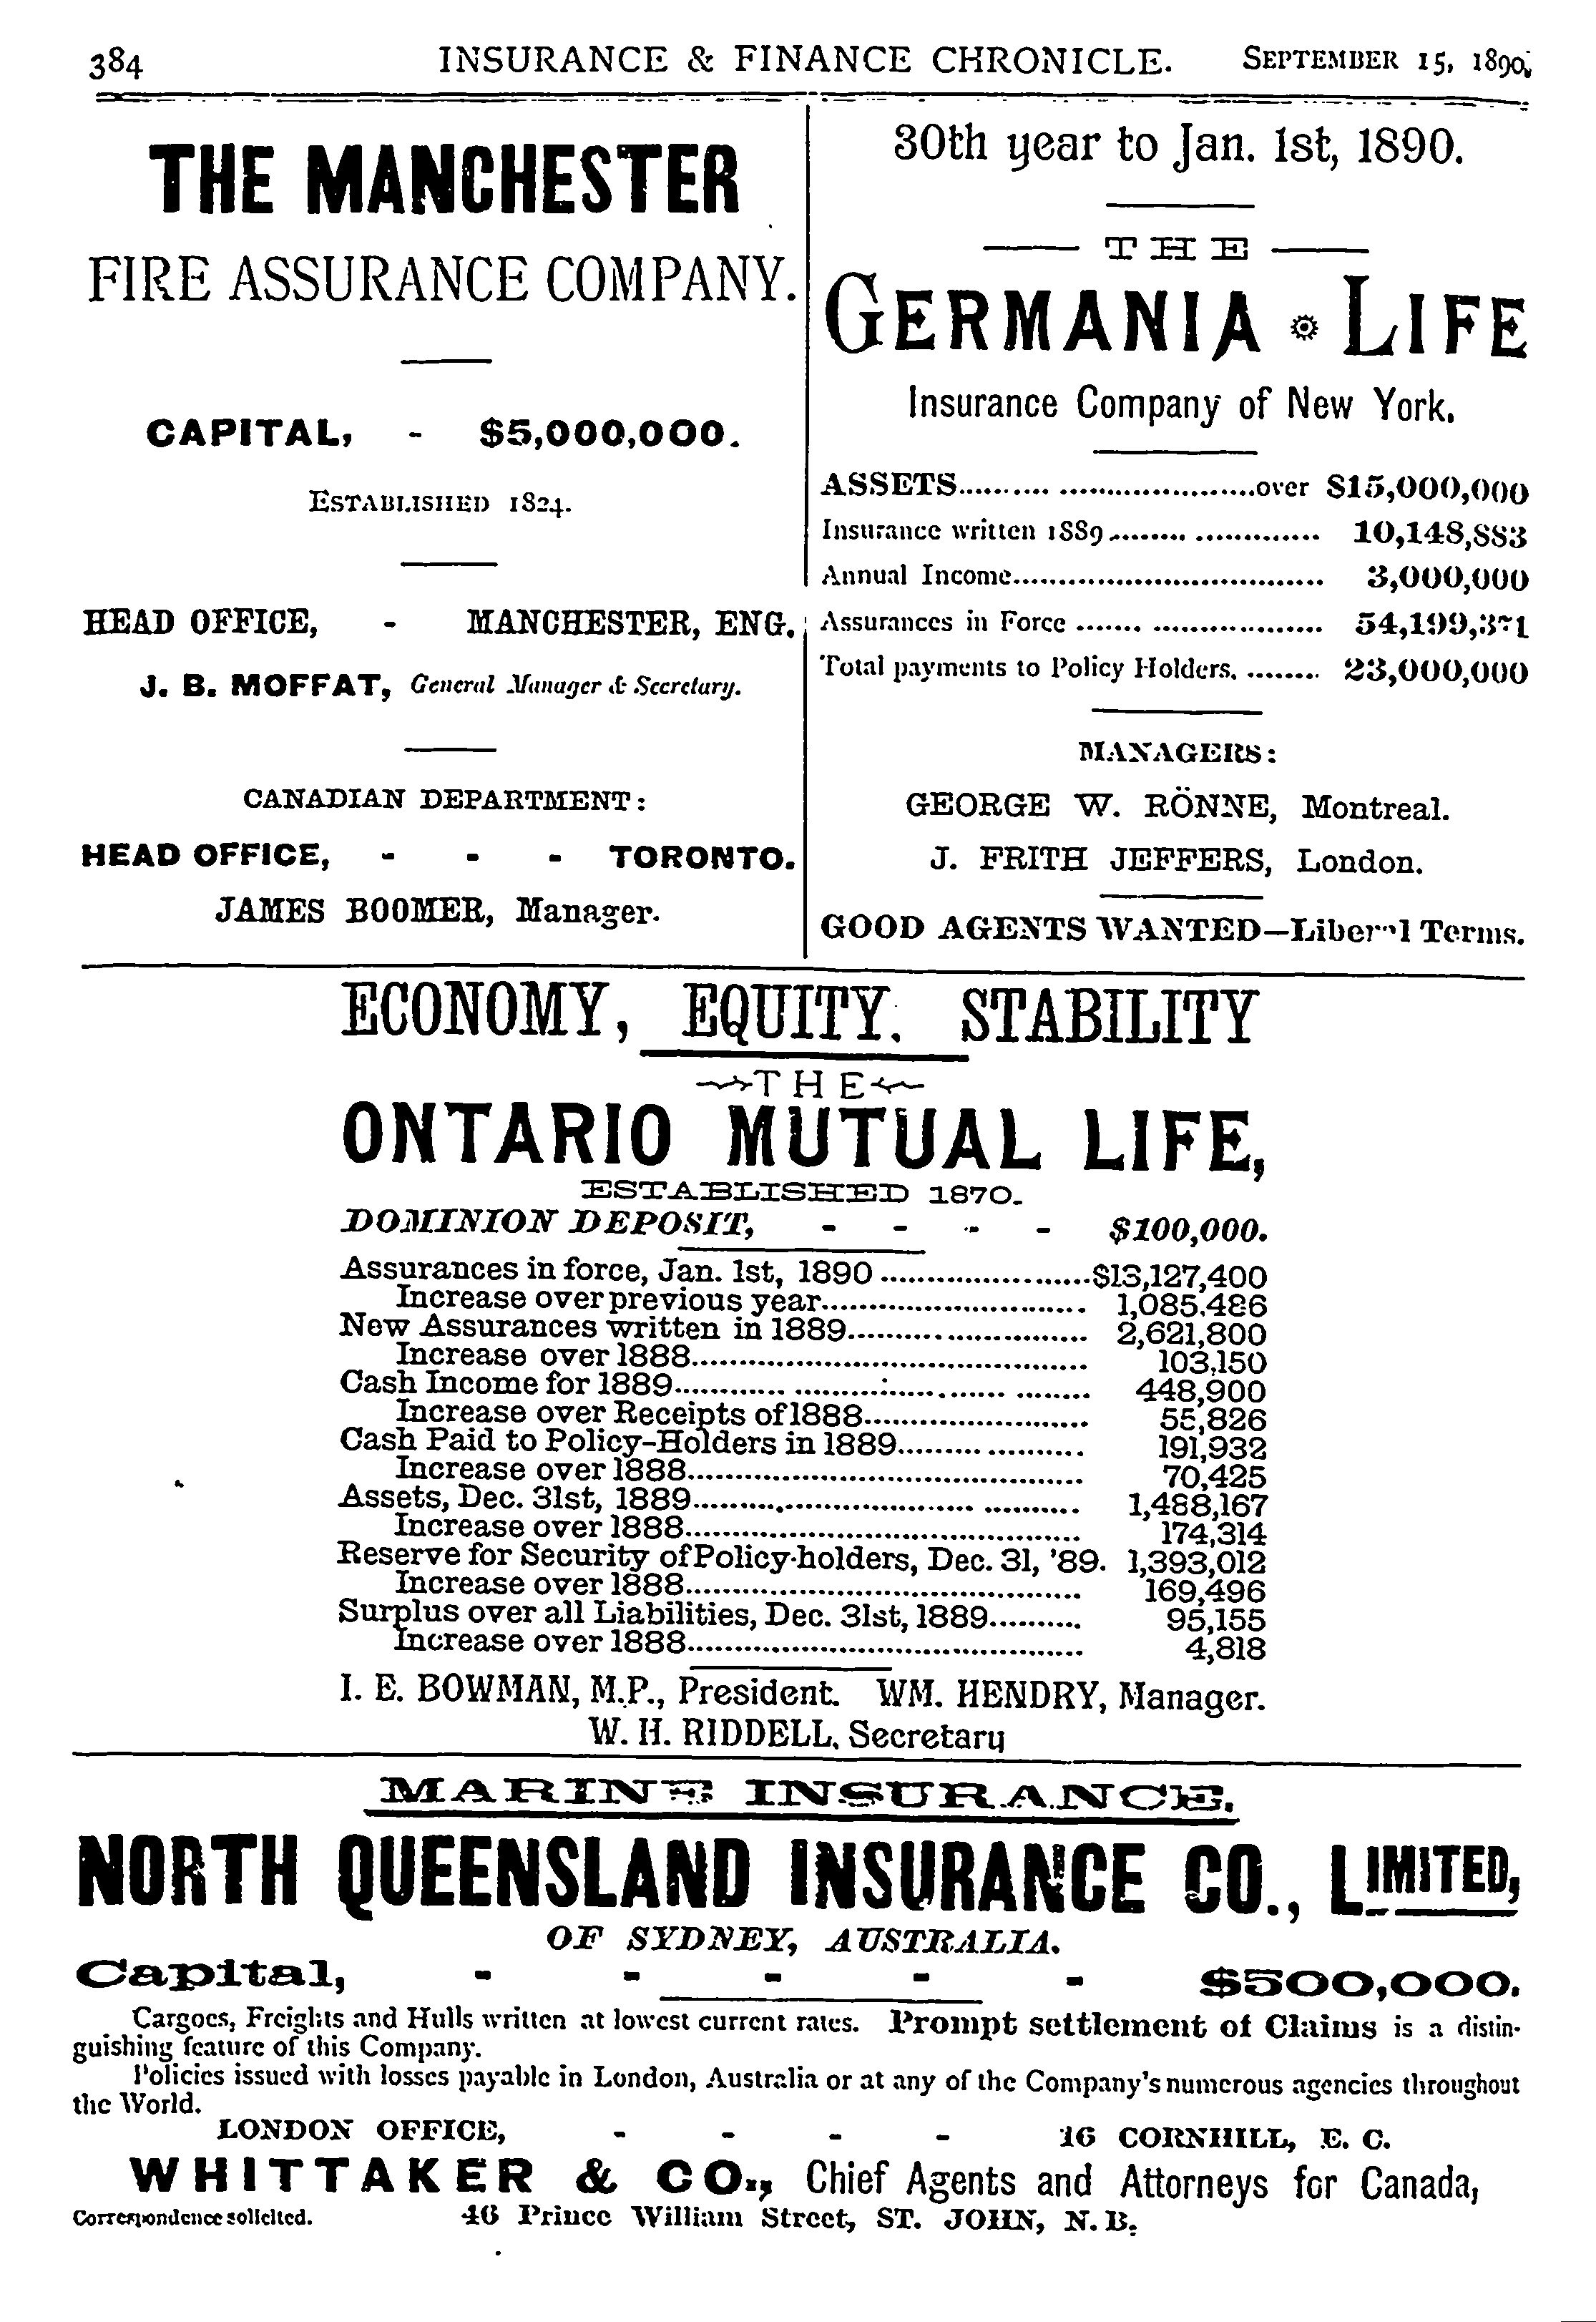 384 INSURANCE & FINANCE CHRONICLE. SEPTEMBER 15, 1890.
THE MANCHESTER
FIRE ASSURANCE COMPANY.
CAPITAL, - $5,000,000.
ESTABLISHED 1824.
HEAD OFFICE, - MANCHESTER, ENG.
J. B. MOFFAT, General Manager & Secretary.
CANADIAN DEPARTMENT:
HEAD OFFICE, - - - TORONTO.
JAMES BOOMER, Manager.
30th year to Jan. 1st, 1890.
THE
GERMANIA LIFE
Insurance Company of New York.
ASSETS.......... ......................over $15,000,000
Insurance written 1889......... ............. 10,148,883
Annual Income.................................. 3,000,000
Assurances in Force ....... ................... 54,199,371
Total payments to Policy Holders. ........ 23,000,000
MANAGERS:
GEORGE W. RÖNNE, Montreal.
J. FRITH JEFFERS, London.
GOOD AGENTS WANTED—Liberal Terms.
ECONOMY, EQUITY. STABILITY
THE
ONTARIO MUTUAL LIFE,
ESTABLISHED 1870.
DOMINION DEPOSIT, - - - - $100,000.
Assurances in force, Jan. 1st, 1890 .......................$13,127,400
Increase over previous year............................. 1,085,486
New Assurances written in 1889.......................... 2,621,800
Increase over 1888........................................... 103,150
Cash Income for 1889............ ......................... ........ 448,900
Increase over Receipts of 1888......................... 55,826
Cash Paid to Policy-Holders in 1889......... ........... 191,932
Increase over 1888........................................... 70,425
Assets, Dec. 31st, 1889.............................. ........... 1,488,167
Increase over 1888........................................... 174,314
Reserve for Security of Policy-holders, Dec. 31, '89. 1,393,012
Increase over 1888........................................... 169,496
Surplus over all Liabilities, Dec. 31st, 1889.......... 95,155
Increase over 1888........................................... 4,818
I. E. BOWMAN, M.P., President. WM. HENDRY, Manager.
W. H. RIDDELL, Secretary
MARINE INSURANCE.
NORTH QUEENSLAND INSURANCE CO., LIMITED,
OF SYDNEY, AUSTRALIA.
Capital, - - - - - $500,000.
Cargoes, Freights and Hulls written at lowest current rates. Prompt settlement of Claims is a distin-
guishing feature of this Company.
Policies issued with losses payable in London, Australia or at any of the Company's numerous agencies throughout
the World.
LONDON OFFICE, - - - - 16 CORNHILL, E. C.
WHITTAKER & CO., Chief Agents and Attorneys for Canada,
Correspondence solicited. 46 Prince William Street, ST. JOHN, N. B.